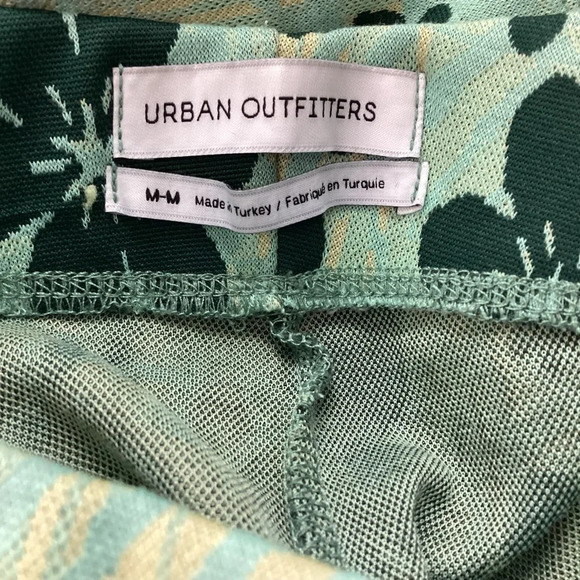 URBAN OUTFITTERS
M-M Made in Turkey / Fabriqué en Turquie